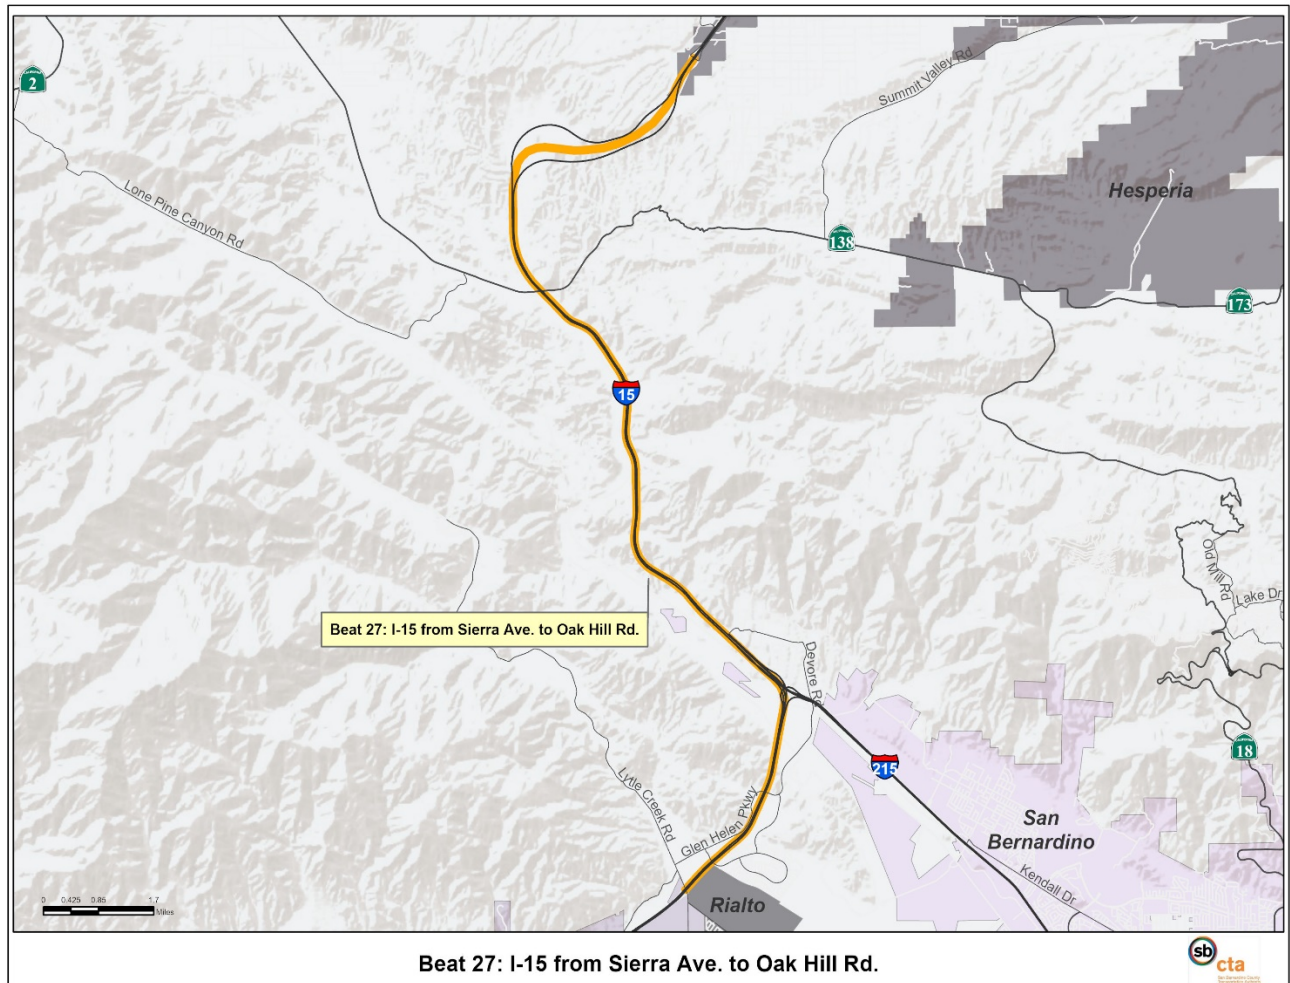 2
Summit Valley Rd
Hesperia
Lone Pine Canyon Rd
138
173
15
Old Mill Rd
Lake Dr
Beat 27: I-15 from Sierra Ave. to Oak Hill Rd.
Devore Rd
18
215
Lytle Creek Rd
Glen Helen Pkwy
San
Bernardino
Kendall Dr
Rialto
0 0.425 0.85 1.7
Miles
Beat 27: I-15 from Sierra Ave. to Oak Hill Rd.
sb
cta